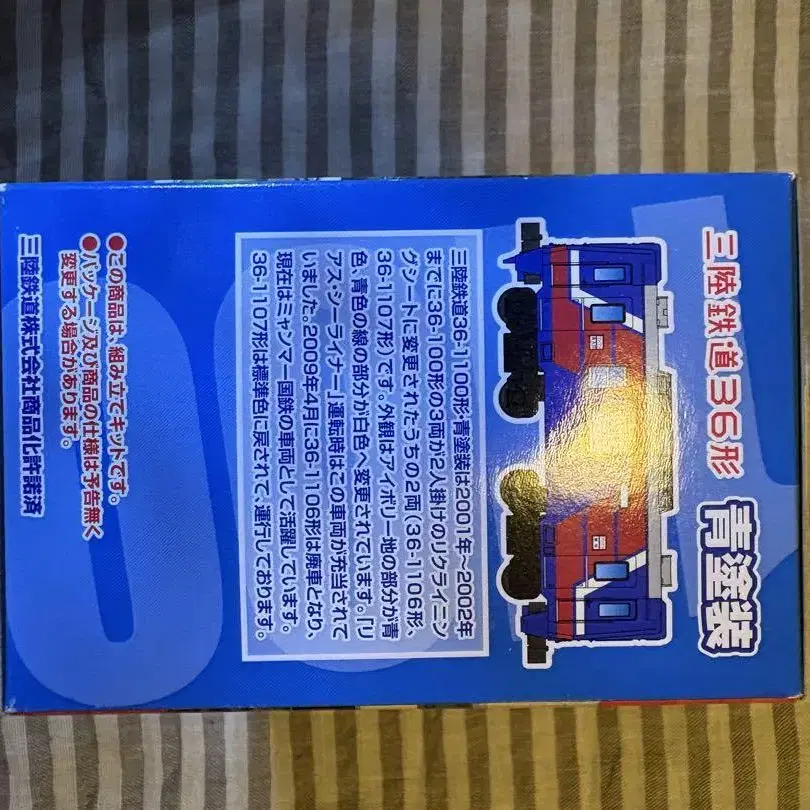 三陸鉄道36形
青塗装
三陸鉄道36-1100形・青塗装は2001年~2002年
までに36-100形の3両が2人掛けのリクライニン
グシートに変更されたうちの2両(36-1106形、
36-1107形)です。外観はアイボリー地の部分が青
色、青色の線の部分が白色へ変更されています。「リ
アス・シーライナー」運転時はこの車両が充当されて
いました。2009年4月に36-1106形は廃車となり、
現在はミャンマー国鉄の車両として活躍しています。
36-1107形は標準色に戻されて、運行しております。
●この商品は、組み立てキットです。
●パッケージ及び商品の仕様は予告無く
変更する場合があります。
三陸鉄道株式会社商品化許諾済